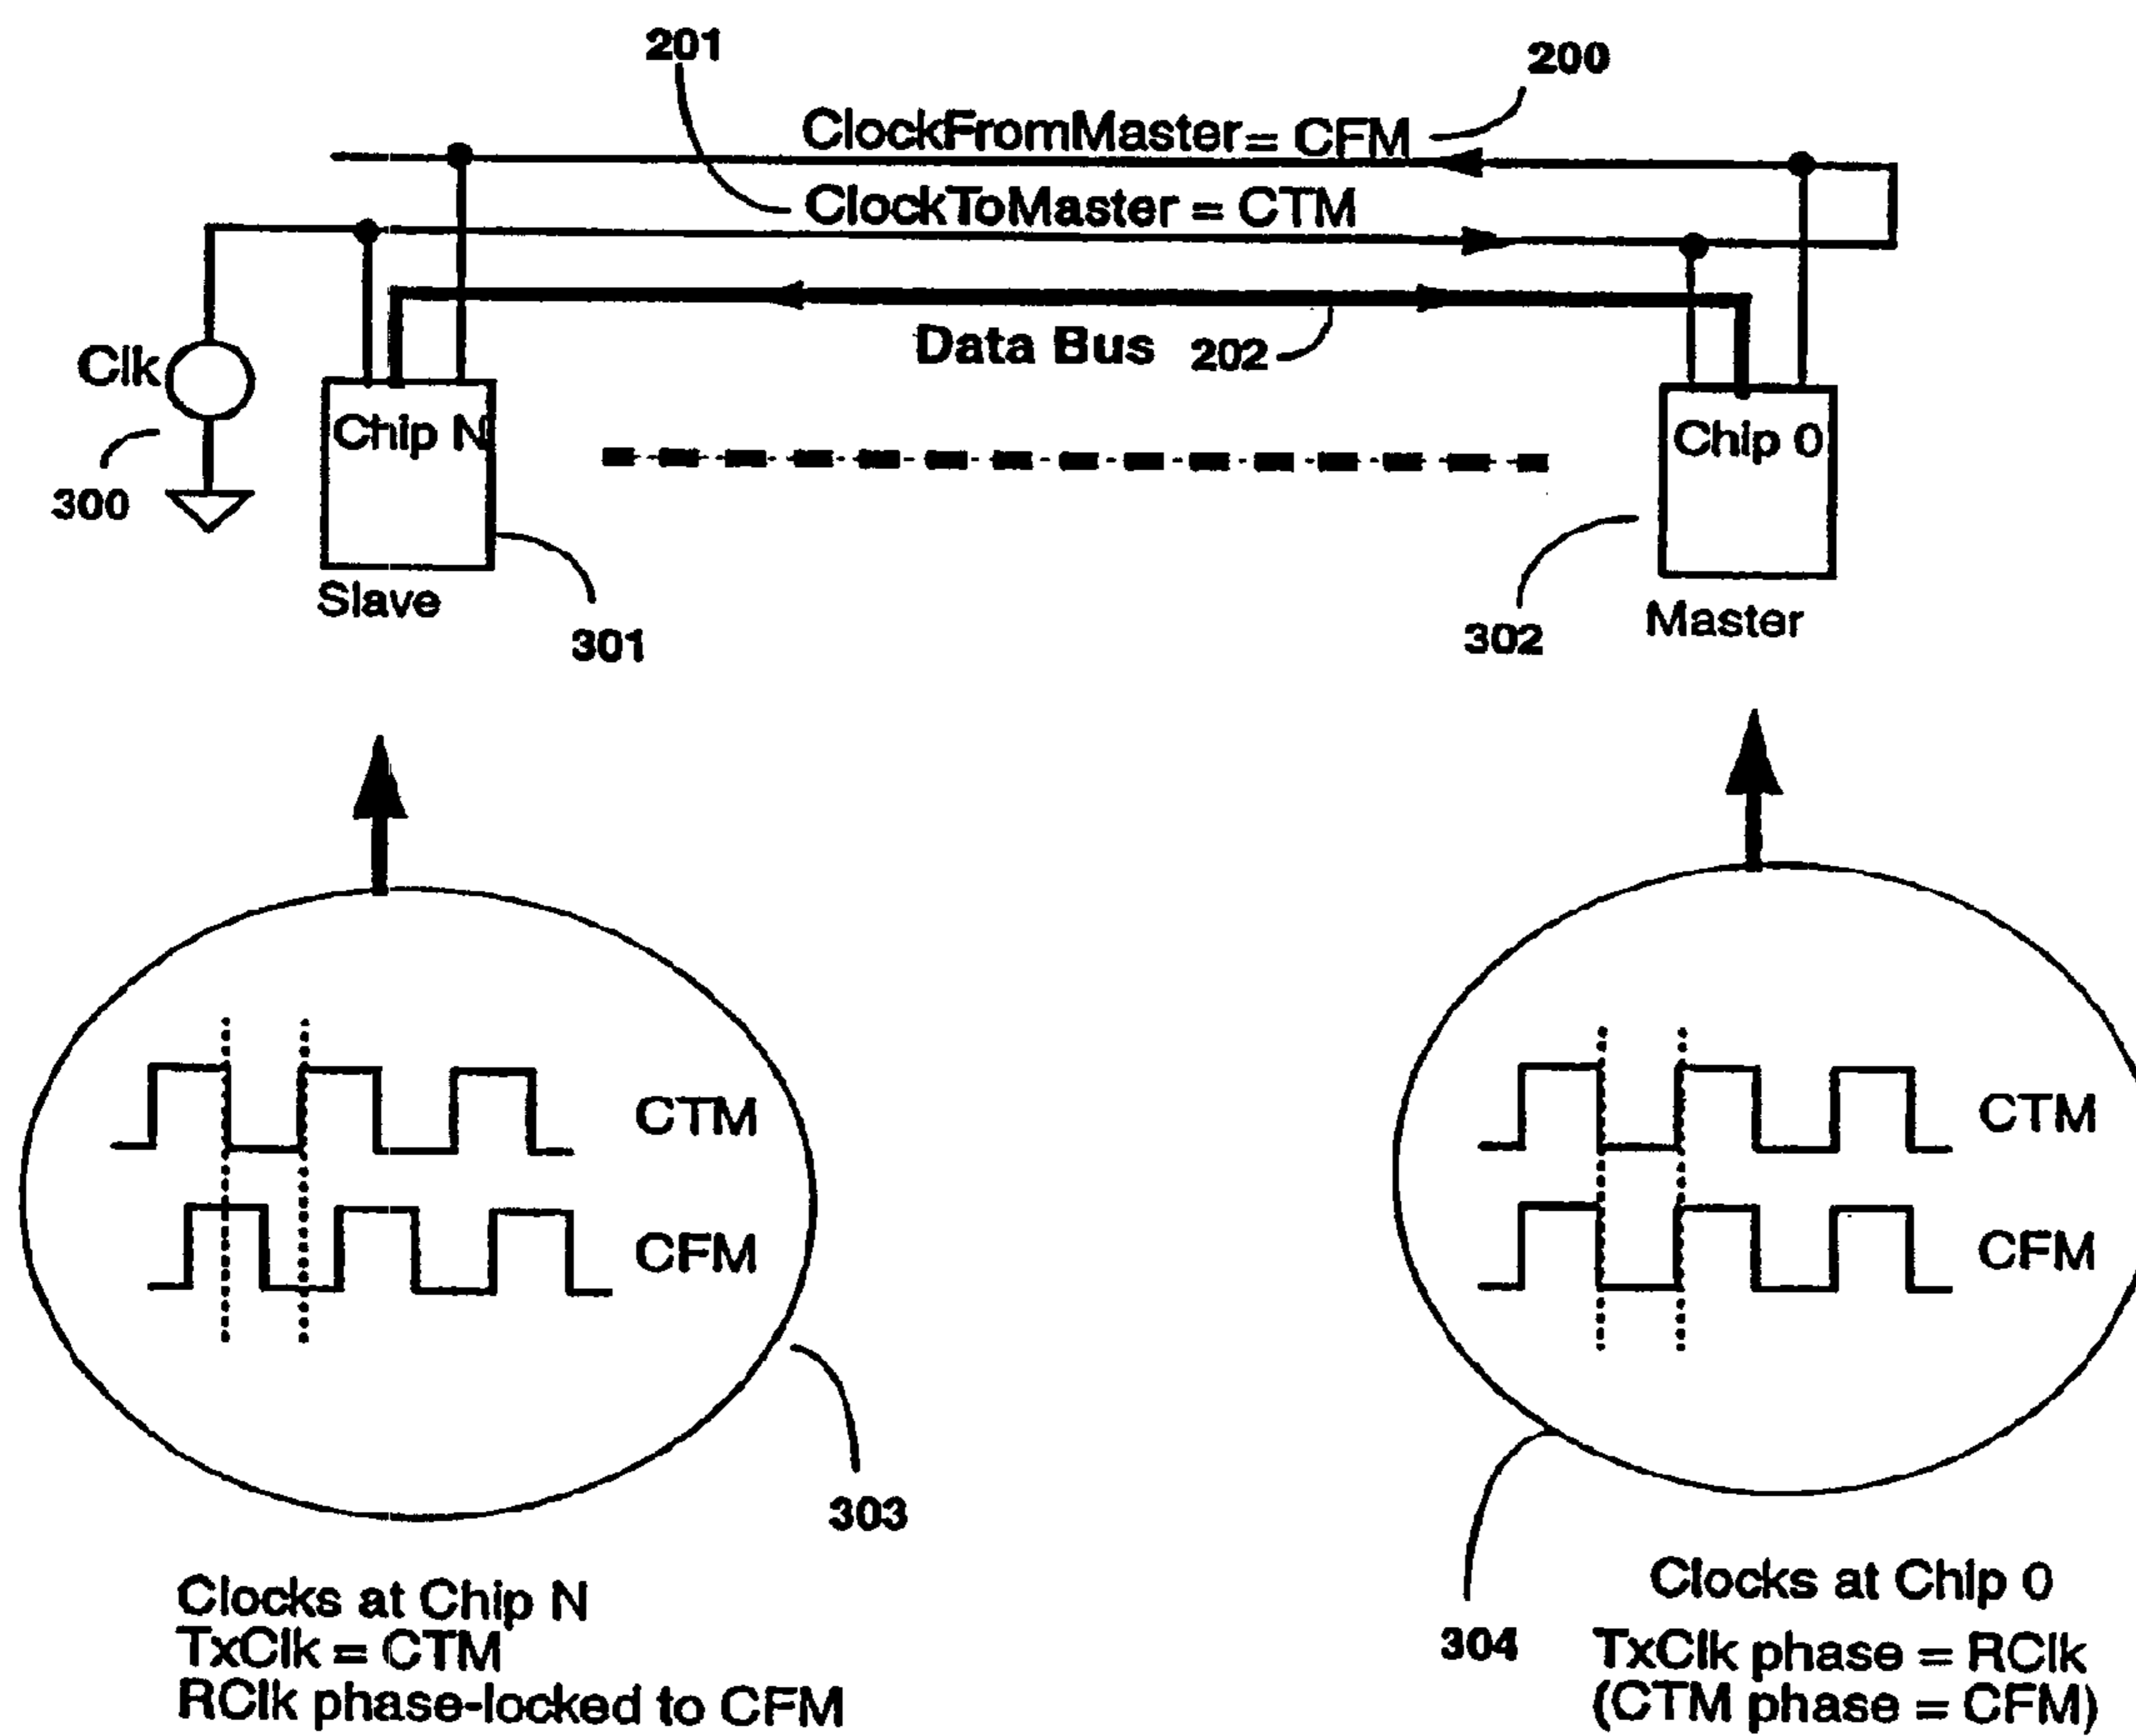 201
200
ClockFromMaster= CFM
ClockToMaster = CTM
Data Bus 202
Clk
Chip N
Chip 0
300
Slave
Master
301
302
CTM
CTM
CFM
CFM
303
Clocks at Chip N
TxClk = CTM
RClk phase-locked to CFM
304
Clocks at Chip 0
TxClk phase = RClk
(CTM phase = CFM)